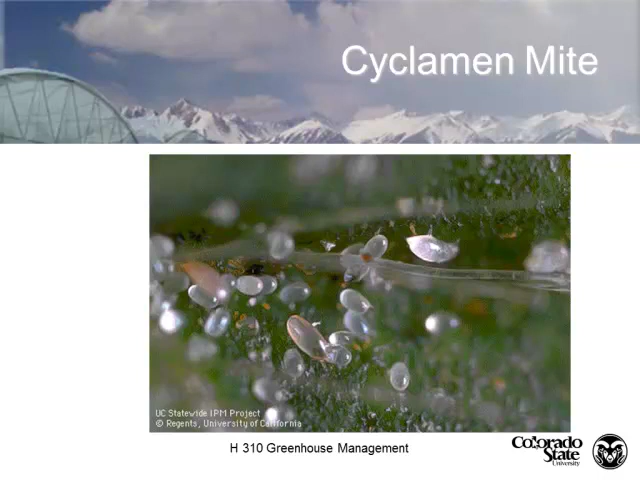 Cyclamen Mite
UC Statewide IPM Project
© Regents, University of California
H 310 Greenhouse Management
Colorado
State
University